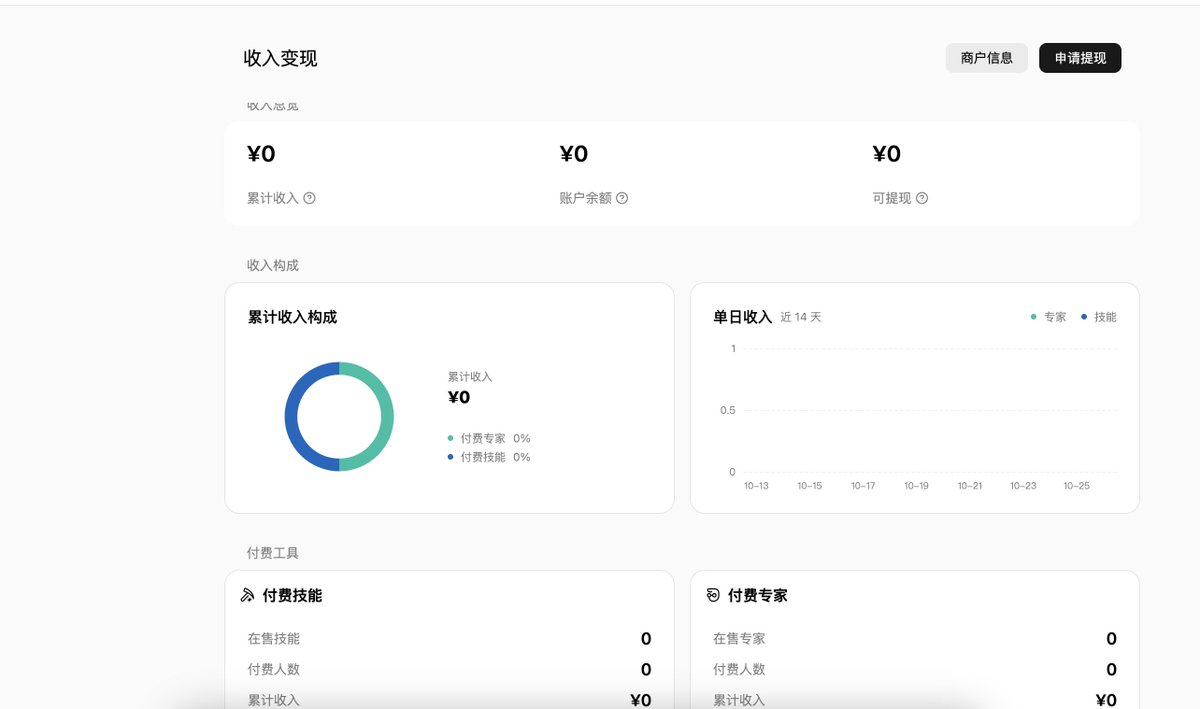 收入变现
商户信息
申请提现
收入总览
¥0
¥0
¥0
累计收入
账户余额
可提现
收入构成
累计收入构成
累计收入
¥0
付费专家 0%
付费技能 0%
单日收入 近 14 天
专家 技能
1
0.5
0
10-13 10-15 10-17 10-19 10-21 10-23 10-25
付费工具
付费技能
在售技能 0
付费人数 0
累计收入 ¥0
付费专家
在售专家 0
付费人数 0
累计收入 ¥0